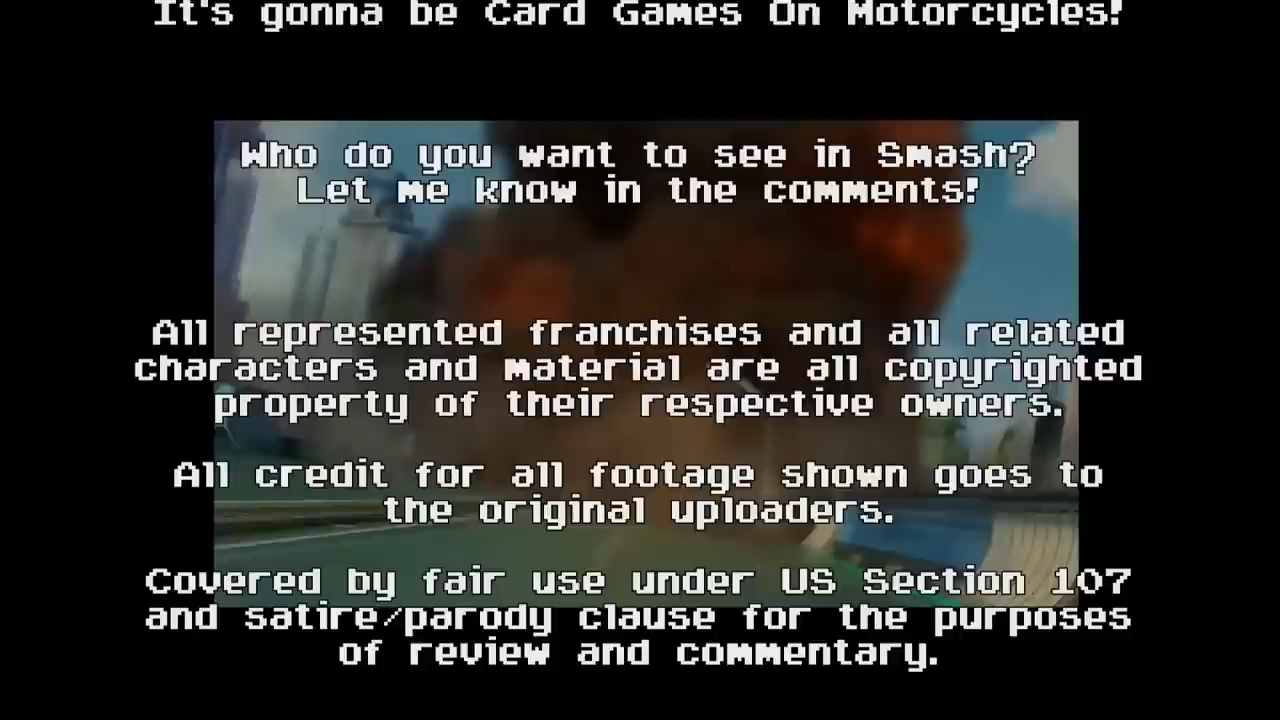 It's gonna be Card Games On Motorcycles!
Who do you want to see in Smash?
Let me know in the comments!
All represented franchises and all related
characters and material are all copyrighted
property of their respective owners.
All credit for all footage shown goes to
the original uploaders.
Covered by fair use under US Section 107
and satire/parody clause for the purposes
of review and commentary.